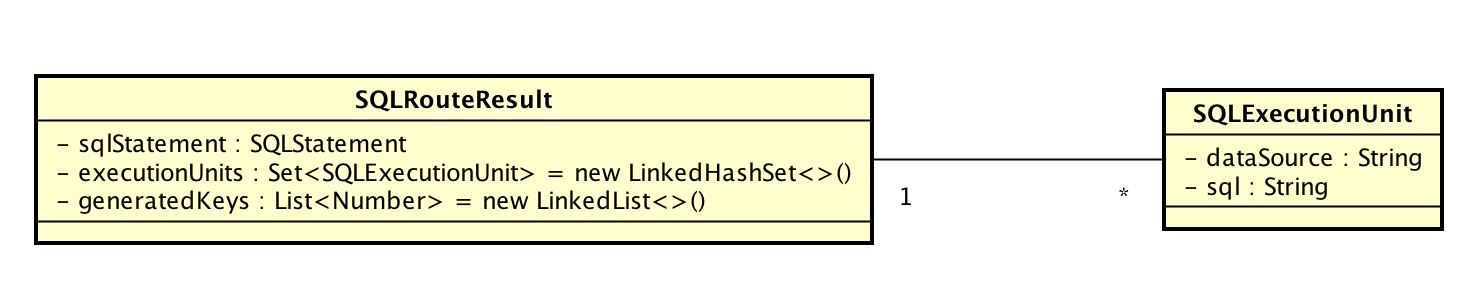 SQLRouteResult
– sqlStatement : SQLStatement
– executionUnits : Set<SQLExecutionUnit> = new LinkedHashSet<>()
– generatedKeys : List<Number> = new LinkedList<>()
1
*
SQLExecutionUnit
– dataSource : String
– sql : String